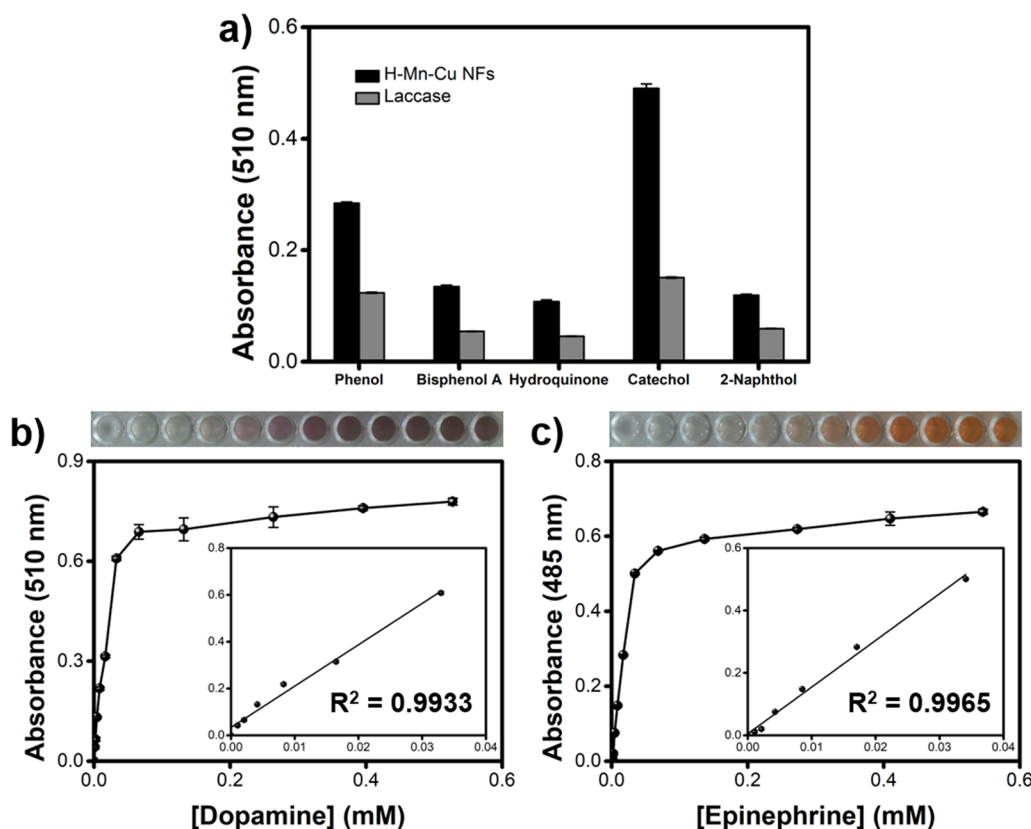 a)
Absorbance (510 nm)
0.6
0.4
0.2
0.0
H-Mn-Cu NFs
Laccase
Phenol
Bisphenol A
Hydroquinone
Catechol
2-Naphthol
b)
Absorbance (510 nm)
0.9
0.6
0.3
0.0
0.0
0.2
0.4
0.6
[Dopamine] (mM)
0.8
0.6
0.4
0.2
0.0
0.00
0.01
0.02
0.03
0.04
R² = 0.9933
c)
Absorbance (485 nm)
0.8
0.6
0.4
0.2
0.0
0.0
0.2
0.4
0.6
[Epinephrine] (mM)
0.6
0.4
0.2
0.0
0.00
0.01
0.02
0.03
0.04
R² = 0.9965